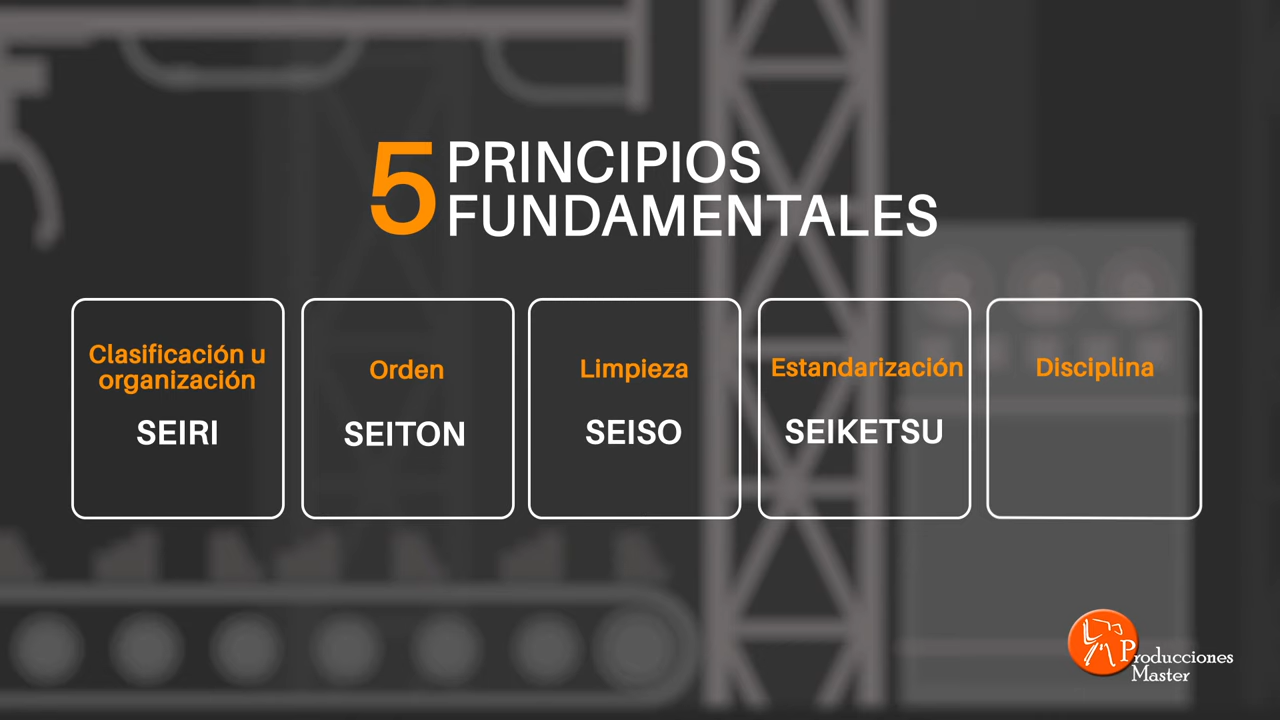 5 PRINCIPIOS
FUNDAMENTALES
Clasificación u
organización
SEIRI
Orden
SEITON
Limpieza
SEISO
Estandarización
SEIKETSU
Disciplina
Producciones
Master